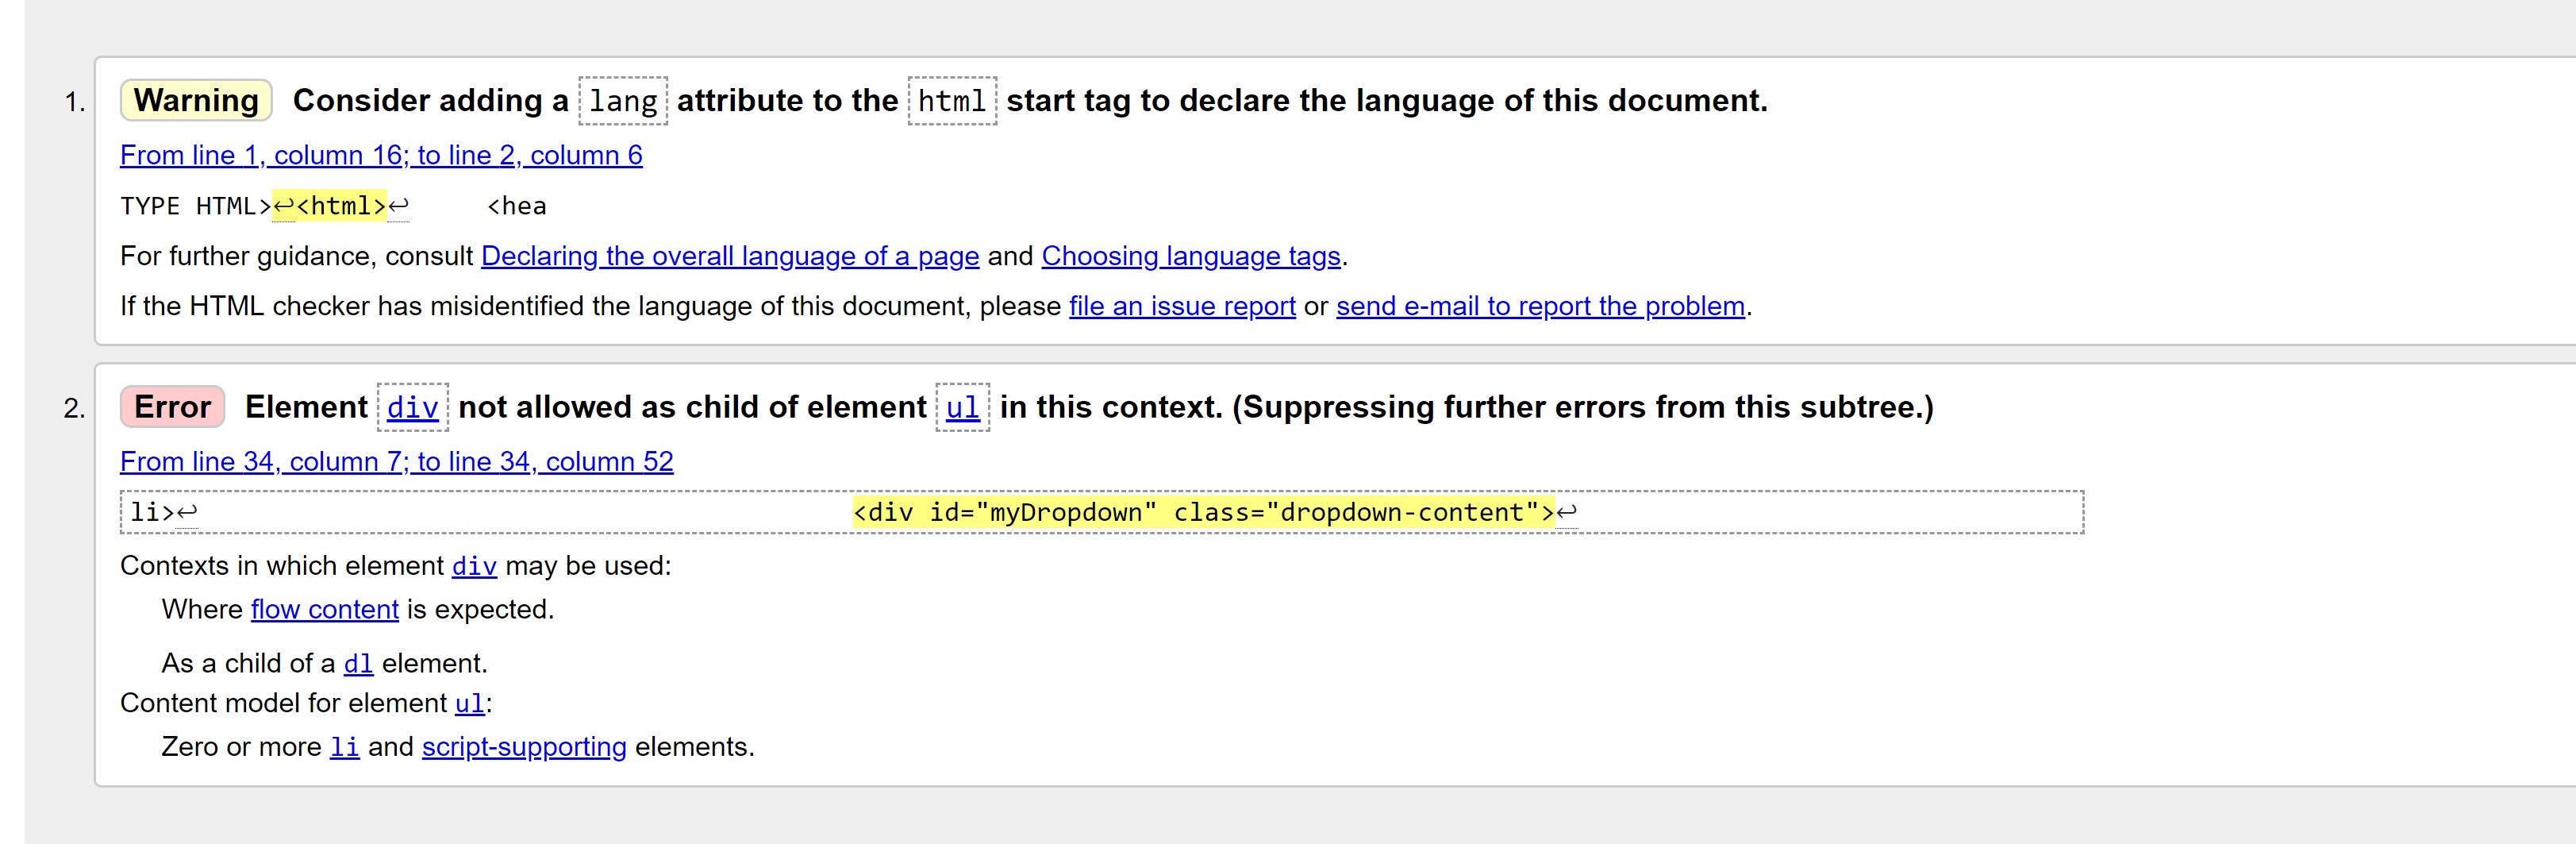 1. Warning Consider adding a lang attribute to the html start tag to declare the language of this document.
From line 1, column 16; to line 2, column 6
TYPE HTML>↩<html>↩     <hea
For further guidance, consult Declaring the overall language of a page and Choosing language tags.
If the HTML checker has misidentified the language of this document, please file an issue report or send e-mail to report the problem.
2. Error Element div not allowed as child of element ul in this context. (Suppressing further errors from this subtree.)
From line 34, column 7; to line 34, column 52
li>↩ <div id="myDropdown" class="dropdown-content">↩
Contexts in which element div may be used:
Where flow content is expected.
As a child of a dl element.
Content model for element ul:
Zero or more li and script-supporting elements.